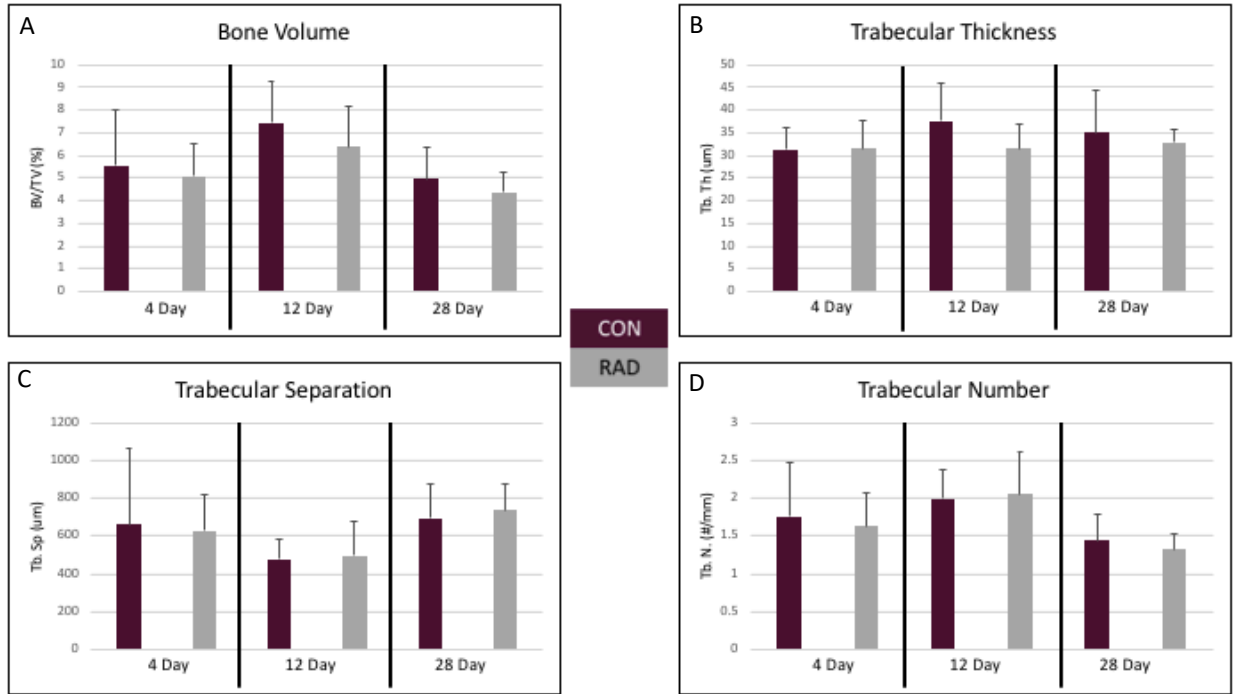 A
Bone Volume
10
9
8
7
6
5
4
3
2
1
0
BV/TV (%)
4 Day 12 Day 28 Day
B
Trabecular Thickness
50
45
40
35
30
25
20
15
10
5
0
Tb. Th (um)
4 Day 12 Day 28 Day
CON
RAD
C
Trabecular Separation
1200
1000
800
600
400
200
0
Tb. Sp (um)
4 Day 12 Day 28 Day
D
Trabecular Number
3
2.5
2
1.5
1
0.5
0
Tb. N. (#/mm)
4 Day 12 Day 28 Day